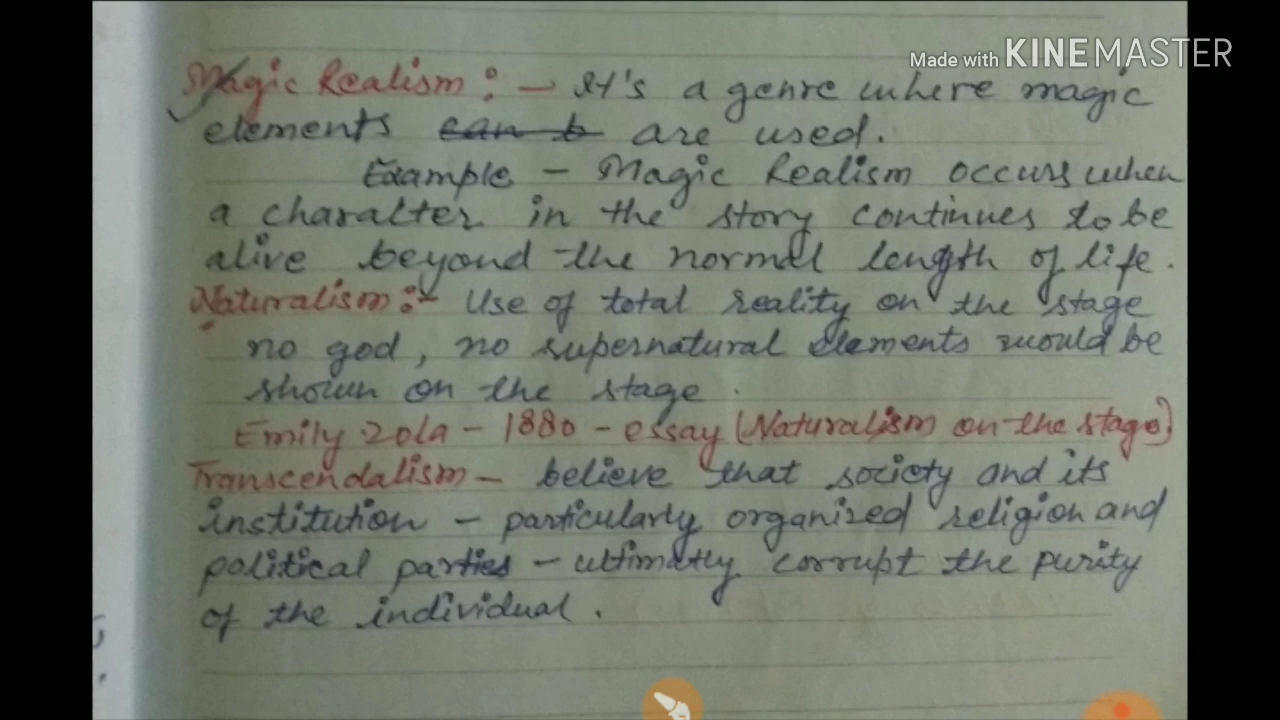 Made with KINEMASTER
Magic Realism :- It's a genre where magic
elements can b are used.
Example - Magic Realism occurs when
a character in the story continues to be
alive beyond the normal length of life.
Naturalism :- Use of total reality on the stage
no god, no supernatural elements would be
shown on the stage.
Emily Zola - 1880 - essay (Naturalism on the stage)
Transcendalism - believe that society and its
institution - particularly organized religion and
political parties - ultimatly corrupt the purity
of the individual.